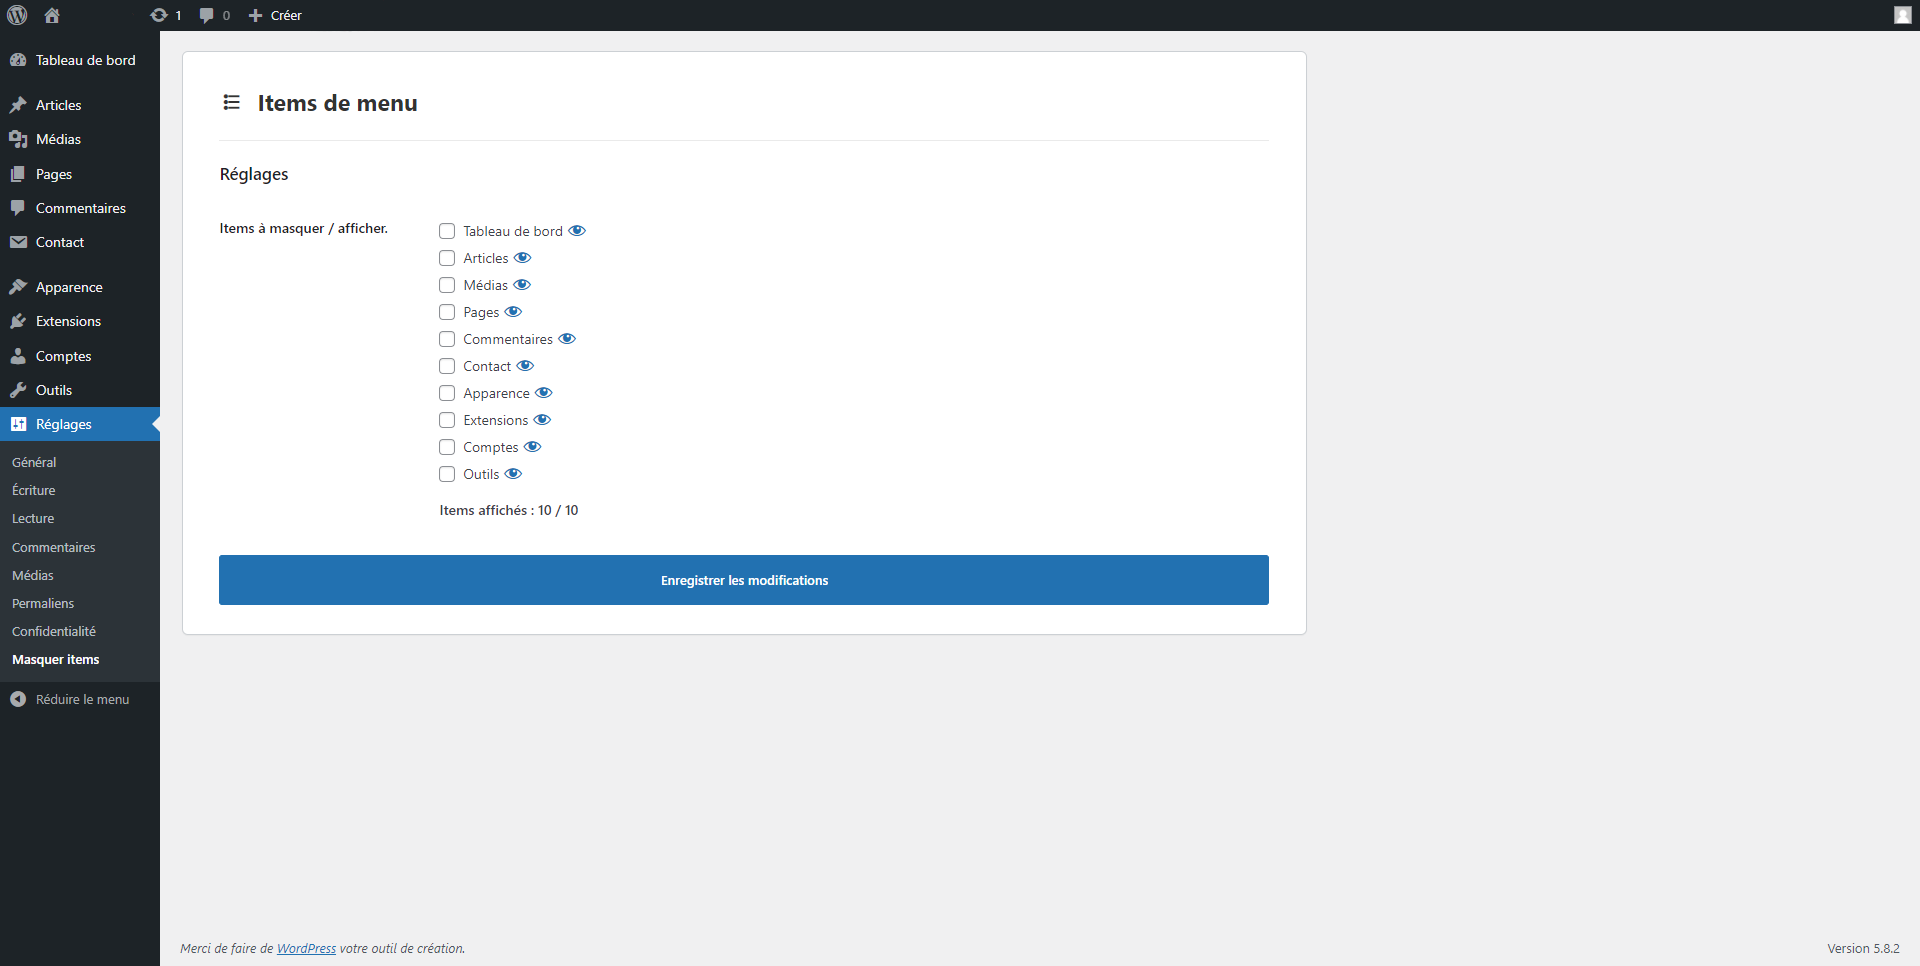 1
0
Créer
Tableau de bord
Articles
Médias
Pages
Commentaires
Contact
Apparence
Extensions
Comptes
Outils
Réglages
Général
Écriture
Lecture
Commentaires
Médias
Permaliens
Confidentialité
Masquer items
Réduire le menu
Items de menu
Réglages
Items à masquer / afficher.
Tableau de bord
Articles
Médias
Pages
Commentaires
Contact
Apparence
Extensions
Comptes
Outils
Items affichés : 10 / 10
Enregistrer les modifications
Merci de faire de WordPress votre outil de création.
Version 5.8.2